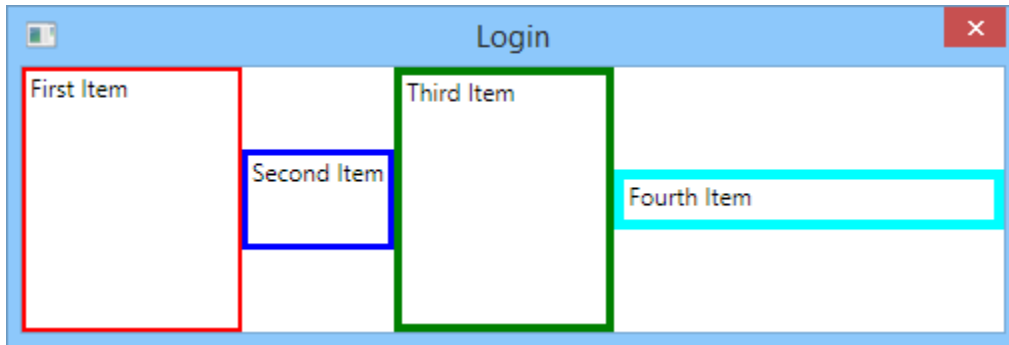 Login
First Item
Second Item
Third Item
Fourth Item